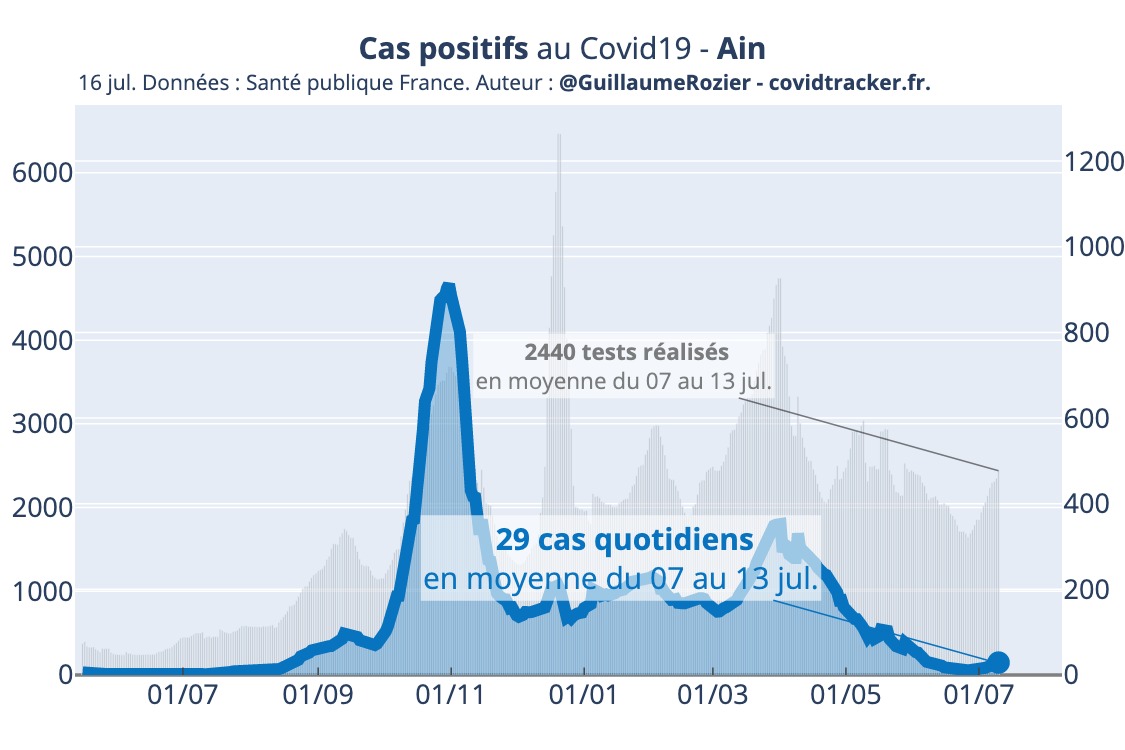 Cas positifs au Covid19 - Ain
16 jul. Données : Santé publique France. Auteur : @GuillaumeRozier - covidtracker.fr.
6000
5000
4000
3000
2000
1000
0
1200
1000
800
600
400
200
0
2440 tests réalisés
en moyenne du 07 au 13 jul.
29 cas quotidiens
en moyenne du 07 au 13 jul.
01/07 01/09 01/11 01/01 01/03 01/05 01/07